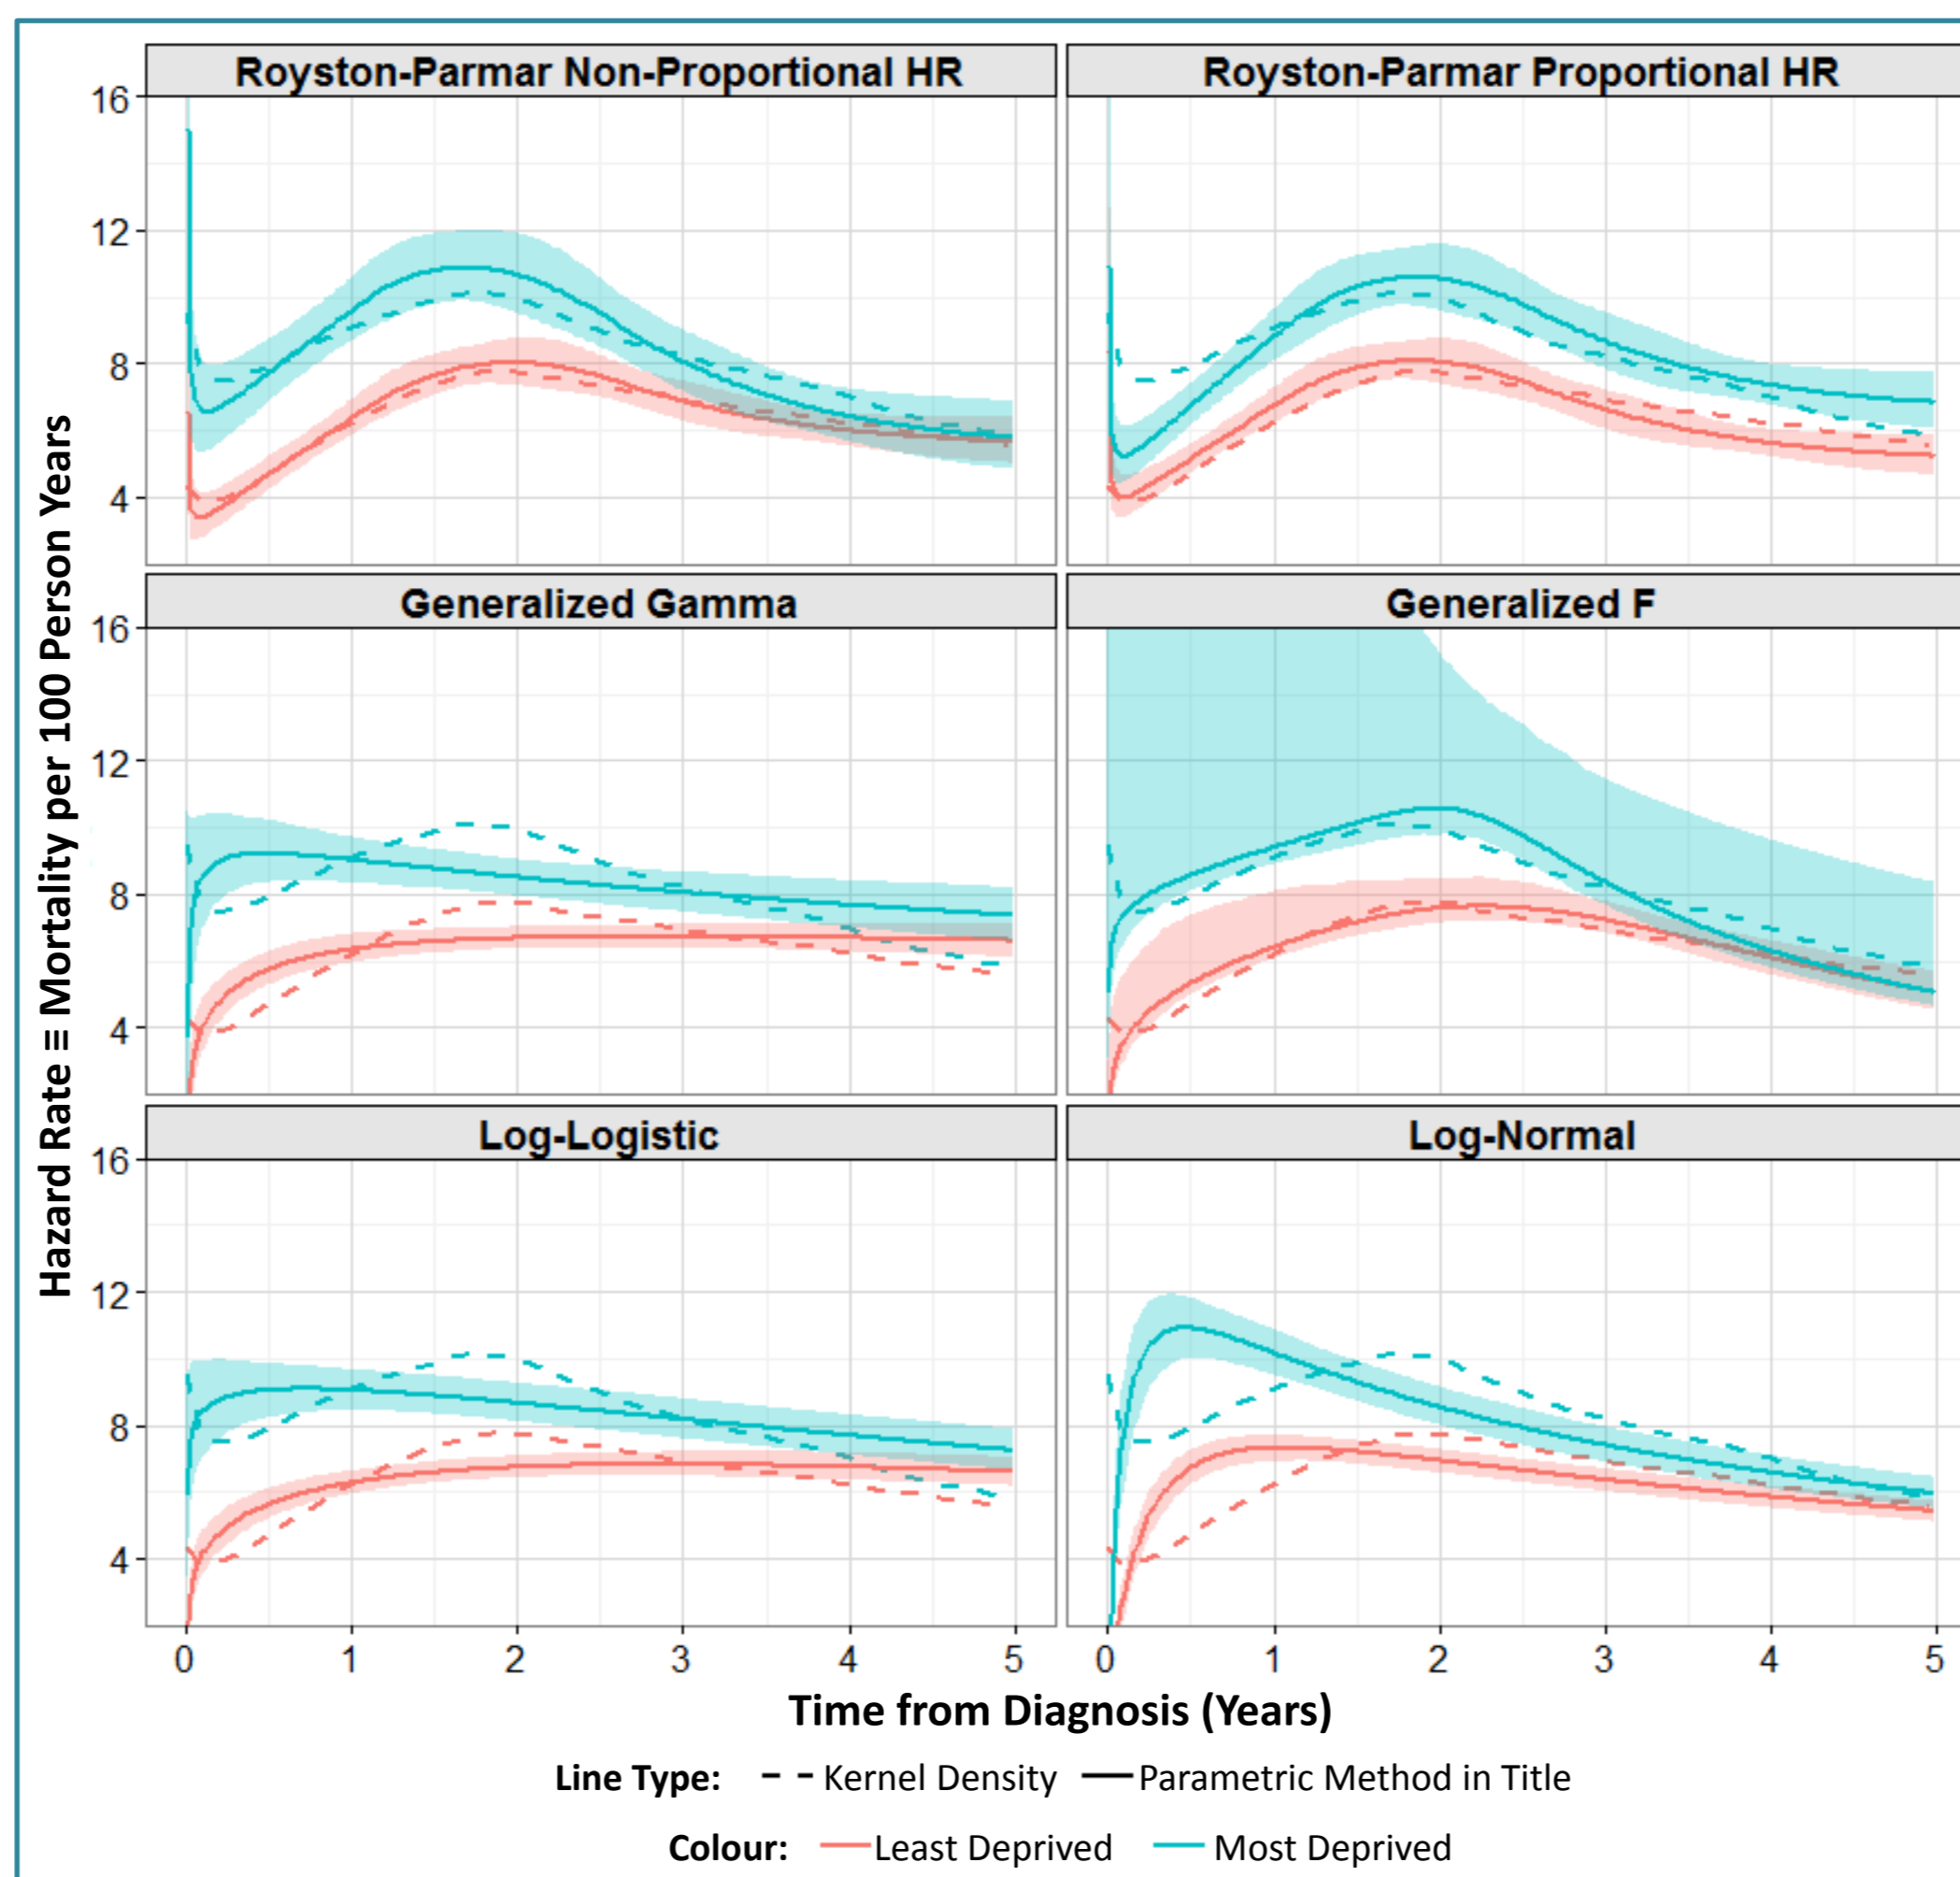 Royston-Parmar Non-Proportional HR
Royston-Parmar Proportional HR
16
12
8
4
Generalized Gamma
Generalized F
16
12
8
4
Log-Logistic
Log-Normal
16
12
8
4
0 1 2 3 4 5
0 1 2 3 4 5
Hazard Rate ≡ Mortality per 100 Person Years
Time from Diagnosis (Years)
Line Type: Kernel Density Parametric Method in Title
Colour: Least Deprived Most Deprived